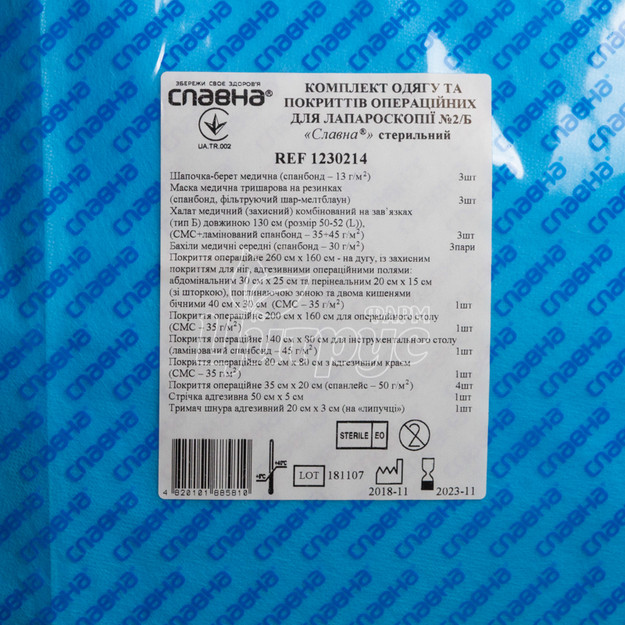 ЗБЕРЕЖИ СВОЄ ЗДОРОВ'Я
СЛАВНА®
UA.TR.002
КОМПЛЕКТ ОДЯГУ ТА
ПОКРИТТІВ ОПЕРАЦІЙНИХ
ДЛЯ ЛАПАРОСКОПІЇ №2/Б
«Славна®» стерильний
REF 1230214
Шапочка-берет медична (спанбонд – 13 г/м²) 3шт
Маска медична тришарова на резинках
(спанбонд, фільтруючий шар-мелтблаун) 3шт
Халат медичний (захисний) комбінований на зав`язках
(тип Б) довжиною 130 см (розмір 50-52 (L)),
(СМС+ламінований спанбонд – 35+45 г/м²) 3шт
Бахіли медичні середні (спанбонд – 30 г/м²) 3пари
Покриття операційне 260 см х 160 см - на дугу, із захисним
покриттям для ніг, адгезивними операційними полями:
абдомінальним 30 см х 25 см та перінеальним 20 см х 15 см
(зі шторкою), поглинаючою зоною та двома кишенями
бічними 40 см х 30 см (СМС – 35 г/м²) 1шт
Покриття операційне 200 см х 160 см для операційного столу
(СМС – 35 г/м²) 1шт
Покриття операційне 140 см х 80 см для інструментального столу
(ламінований спанбонд – 45 г/м²) 1шт
Покриття операційне 80 см х 80 см з адгезивним краєм
(СМС – 35 г/м²) 1шт
Покриття операційне 35 см х 20 см (спанлейс – 50 г/м²) 4шт
Стрічка адгезивна 50 см х 5 см 1шт
Тримач шнура адгезивний 20 см х 3 см (на «липучці») 1шт
STERILE EO
2
+5°C +40°C
LOT 181107
2018-11 2023-11
4 820101 885810
ФАРМ
Цитрус